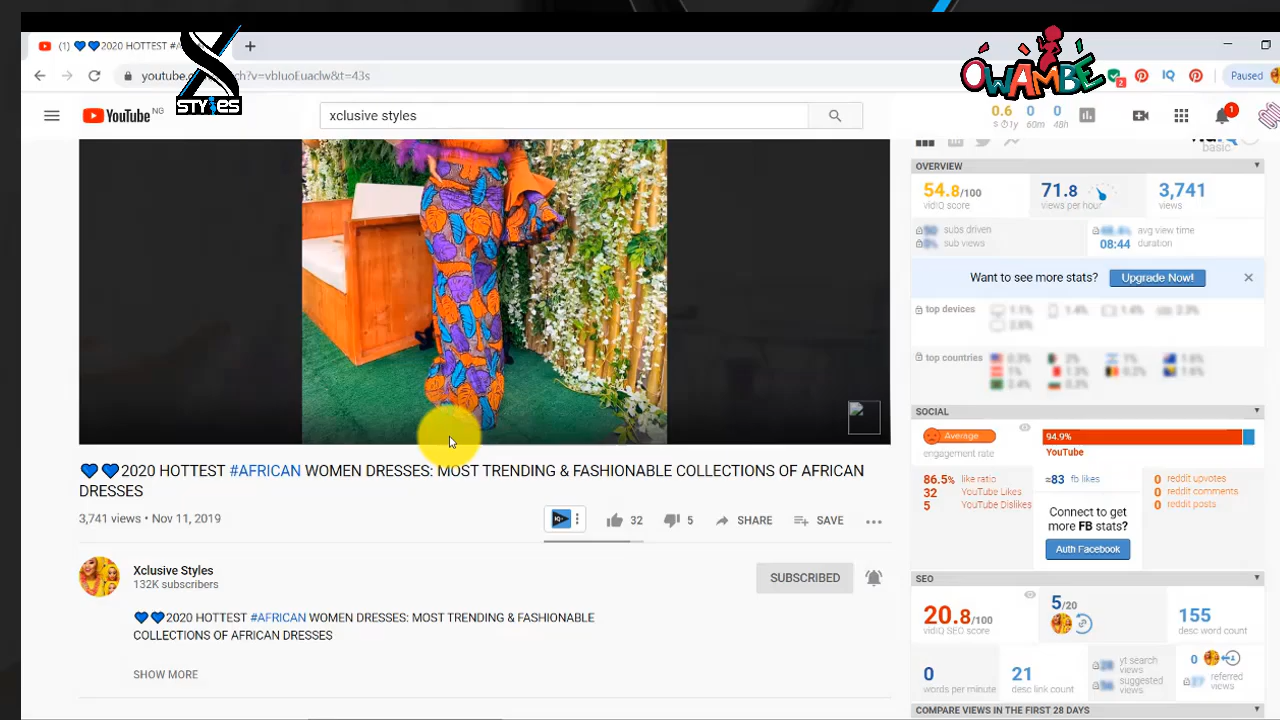 (1) 💙💙2020 HOTTEST
STYLES
OWAMBE
2
IQ
Paused
YouTube NG
xclusive styles
0.6 0 0
1y 60m 48h
1
basic
OVERVIEW
54.8/100
vidIQ score
71.8
views per hour
3,741
views
subs driven
sub views
avg view time
08:44 duration
Want to see more stats? Upgrade Now!
top devices
top countries
SOCIAL
Average
engagement rate
94.9%
YouTube
86.5% like ratio
32 YouTube Likes
5 YouTube Dislikes
≈83 fb likes
Connect to get
more FB stats?
Auth Facebook
0 reddit upvotes
0 reddit comments
0 reddit posts
💙💙2020 HOTTEST #AFRICAN WOMEN DRESSES: MOST TRENDING & FASHIONABLE COLLECTIONS OF AFRICAN
DRESSES
3,741 views • Nov 11, 2019
32
5
SHARE
SAVE
Xclusive Styles
132K subscribers
SUBSCRIBED
💙💙2020 HOTTEST #AFRICAN WOMEN DRESSES: MOST TRENDING & FASHIONABLE
COLLECTIONS OF AFRICAN DRESSES
SHOW MORE
SEO
20.8/100
vidIQ SEO score
5/20
155
desc word count
0
words per minute
21
desc link count
yt search
views
suggested
views
0
referred
views
COMPARE VIEWS IN THE FIRST 28 DAYS